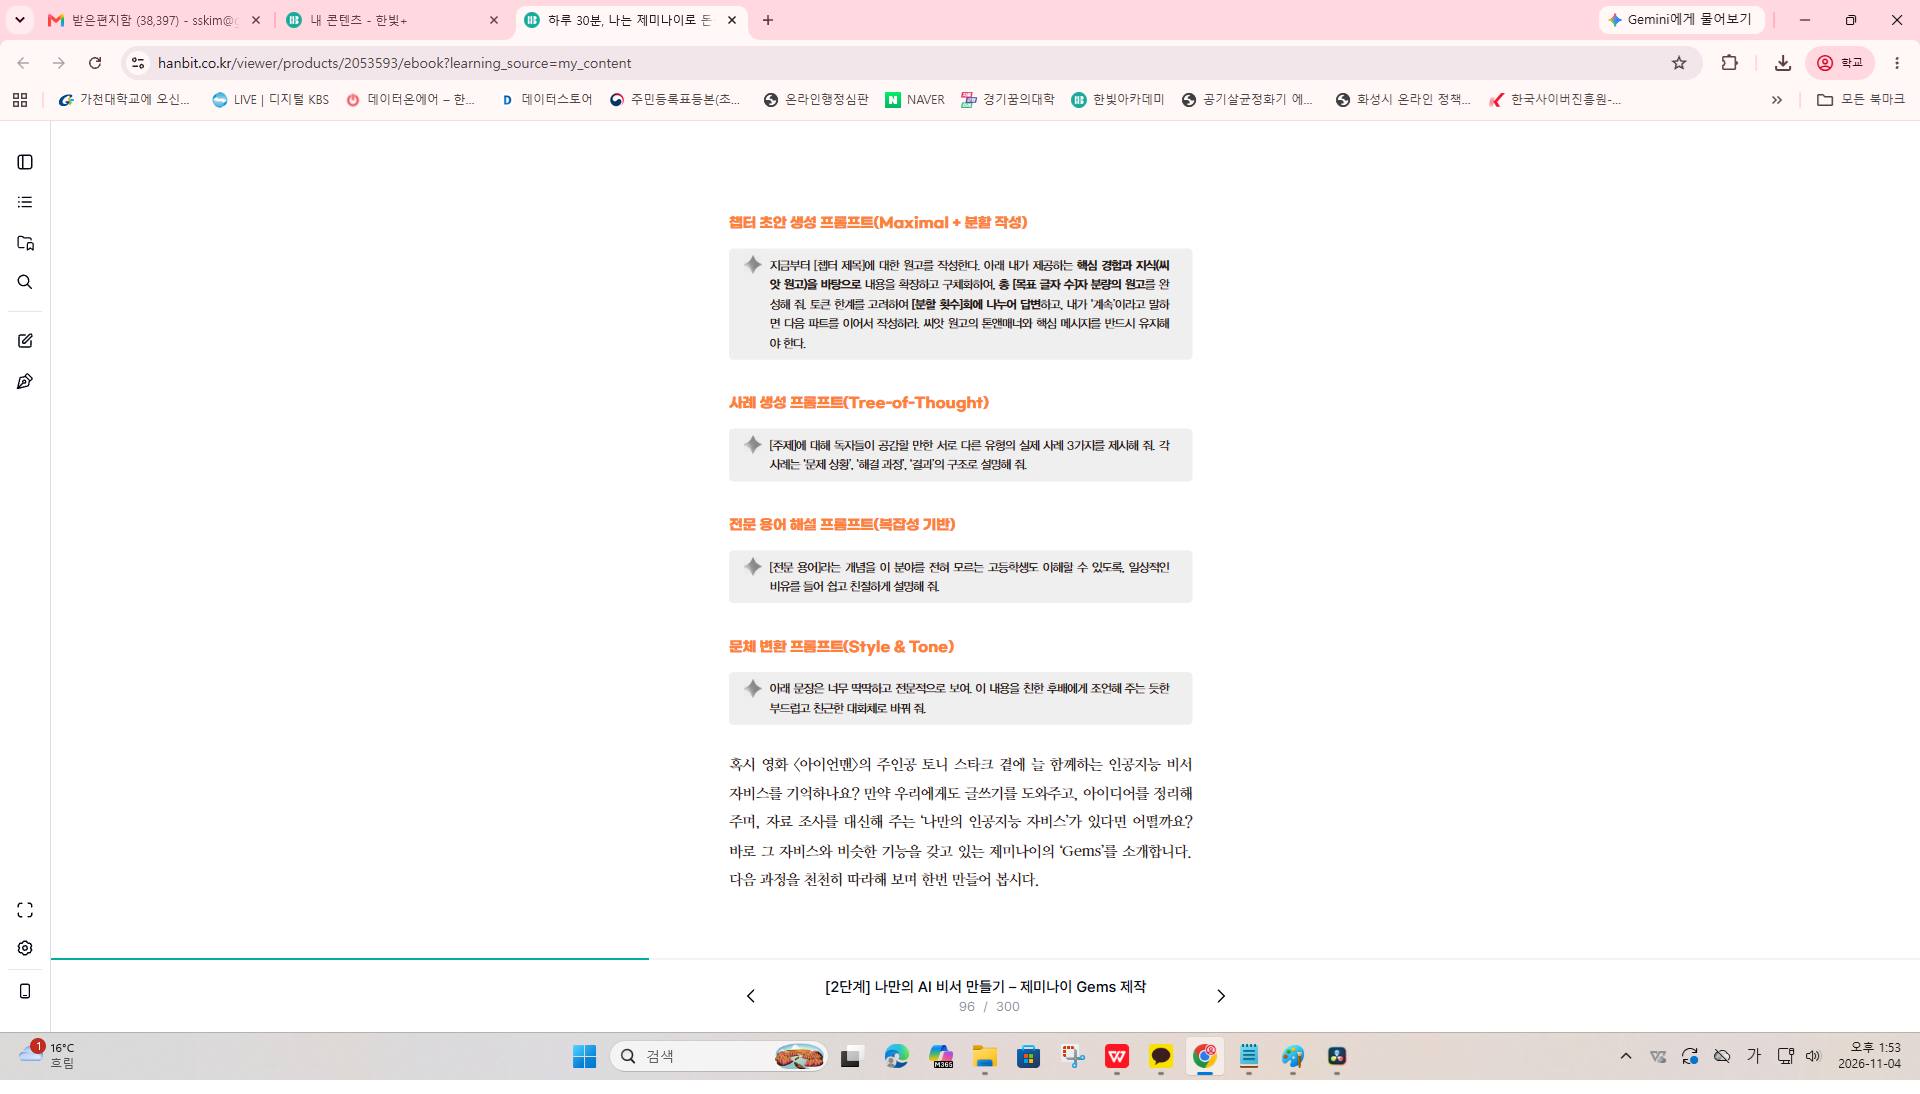 받은편지함 (38,397) - sskim@g
내 콘텐츠 - 한빛+
하루 30분, 나는 제미나이로 돈
Gemini에게 물어보기
hanbit.co.kr/viewer/products/2053593/ebook?learning_source=my_content
학교
가천대학교에 오신...
LIVE | 디지털 KBS
데이터온에어 – 한...
데이터스토어
주민등록표등본(초...
온라인행정심판
NAVER
경기꿈의대학
한빛아카데미
공기살균정화기 에...
화성시 온라인 정책...
한국사이버진흥원-...
모든 북마크
챕터 초안 생성 프롬프트(Maximal + 분할 작성)
지금부터 [챕터 제목]에 대한 원고를 작성한다. 아래 내가 제공하는 핵심 경험과 지식(씨
앗 원고)을 바탕으로 내용을 확장하고 구체화하여, 총 [목표 글자 수]자 분량의 원고를 완
성해 줘. 토큰 한계를 고려하여 [분할 횟수]회에 나누어 답변하고, 내가 ‘계속’이라고 말하
면 다음 파트를 이어서 작성하라. 씨앗 원고의 톤앤매너와 핵심 메시지를 반드시 유지해
야 한다.
사례 생성 프롬프트(Tree-of-Thought)
[주제]에 대해 독자들이 공감할 만한 서로 다른 유형의 실제 사례 3가지를 제시해 줘. 각
사례는 ‘문제 상황’, ‘해결 과정’, ‘결과’의 구조로 설명해 줘.
전문 용어 해설 프롬프트(복잡성 기반)
[전문 용어]라는 개념을 이 분야를 전혀 모르는 고등학생도 이해할 수 있도록, 일상적인
비유를 들어 쉽고 친절하게 설명해 줘.
문체 변환 프롬프트(Style & Tone)
아래 문장은 너무 딱딱하고 전문적으로 보여. 이 내용을 친한 후배에게 조언해 주는 듯한
부드럽고 친근한 대화체로 바꿔 줘.
혹시 영화 〈아이언맨〉의 주인공 토니 스타크 곁에 늘 함께하는 인공지능 비서
자비스를 기억하나요? 만약 우리에게도 글쓰기를 도와주고, 아이디어를 정리해
주며, 자료 조사를 대신해 주는 ‘나만의 인공지능 자비스’가 있다면 어떨까요?
바로 그 자비스와 비슷한 기능을 갖고 있는 제미나이의 ‘Gems’를 소개합니다.
다음 과정을 천천히 따라해 보며 한번 만들어 봅시다.
[2단계] 나만의 AI 비서 만들기 – 제미나이 Gems 제작
96 / 300
1
16°C
흐림
검색
M365
가
오후 1:53
2026-11-04